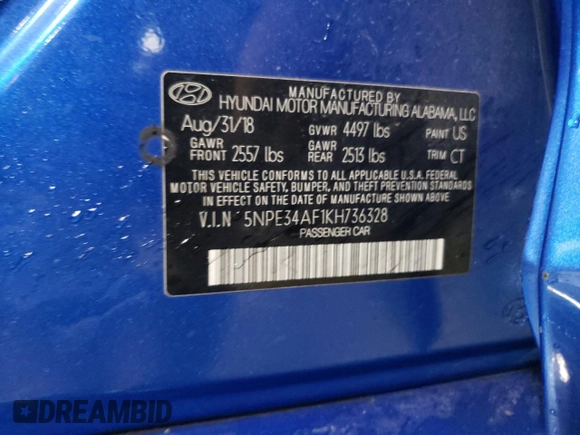 MANUFACTURED BY
HYUNDAI MOTOR MANUFACTURING ALABAMA, LLC
Aug/31/18 GVWR 4497 lbs PAINT US
GAWR FRONT 2557 lbs GAWR REAR 2513 lbs TRIM CT
THIS VEHICLE CONFORMS TO ALL APPLICABLE U.S.A. FEDERAL
MOTOR VEHICLE SAFETY, BUMPER, AND THEFT PREVENTION STANDARDS
IN EFFECT ON THE DATE OF MANUFACTURE SHOWN ABOVE
V.I.N 5NPE34AF1KH736328
PASSENGER CAR
DREAMBID